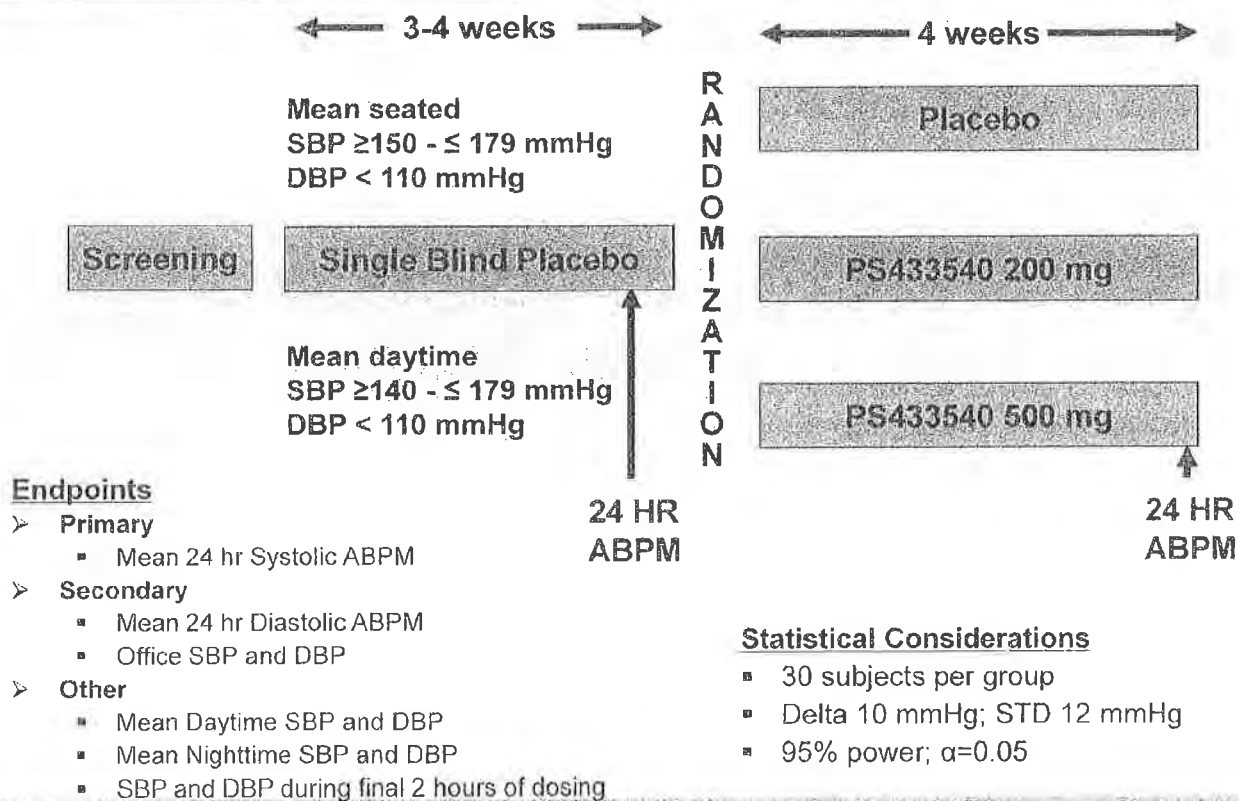 3-4 weeks
4 weeks
Mean seated
SBP ≥150 - ≤ 179 mmHg
DBP < 110 mmHg
Screening
Single Blind Placebo
Mean daytime
SBP ≥140 - ≤ 179 mmHg
DBP < 110 mmHg
24 HR
ABPM
RANDOMIZATION
Placebo
PS433540 200 mg
PS433540 500 mg
24 HR
ABPM
Endpoints
➢ Primary
▪ Mean 24 hr Systolic ABPM
➢ Secondary
▪ Mean 24 hr Diastolic ABPM
▪ Office SBP and DBP
➢ Other
▪ Mean Daytime SBP and DBP
▪ Mean Nighttime SBP and DBP
▪ SBP and DBP during final 2 hours of dosing
Statistical Considerations
▪ 30 subjects per group
▪ Delta 10 mmHg; STD 12 mmHg
▪ 95% power; α=0.05